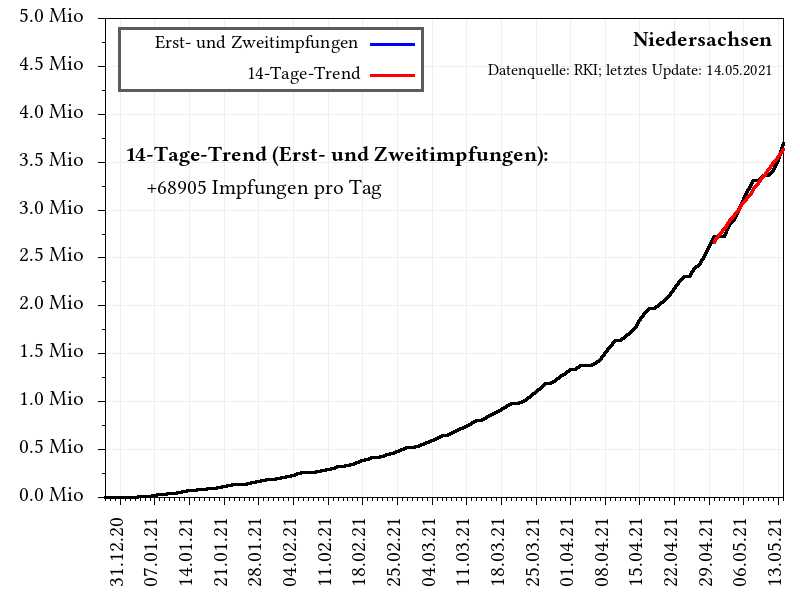 5.0 Mio
4.5 Mio
4.0 Mio
3.5 Mio
3.0 Mio
2.5 Mio
2.0 Mio
1.5 Mio
1.0 Mio
0.5 Mio
0.0 Mio
Erst- und Zweitimpfungen
14-Tage-Trend
Niedersachsen
Datenquelle: RKI; letztes Update: 14.05.2021
14-Tage-Trend (Erst- und Zweitimpfungen):
+68905 Impfungen pro Tag
31.12.20
07.01.21
14.01.21
21.01.21
28.01.21
04.02.21
11.02.21
18.02.21
25.02.21
04.03.21
11.03.21
18.03.21
25.03.21
01.04.21
08.04.21
15.04.21
22.04.21
29.04.21
06.05.21
13.05.21